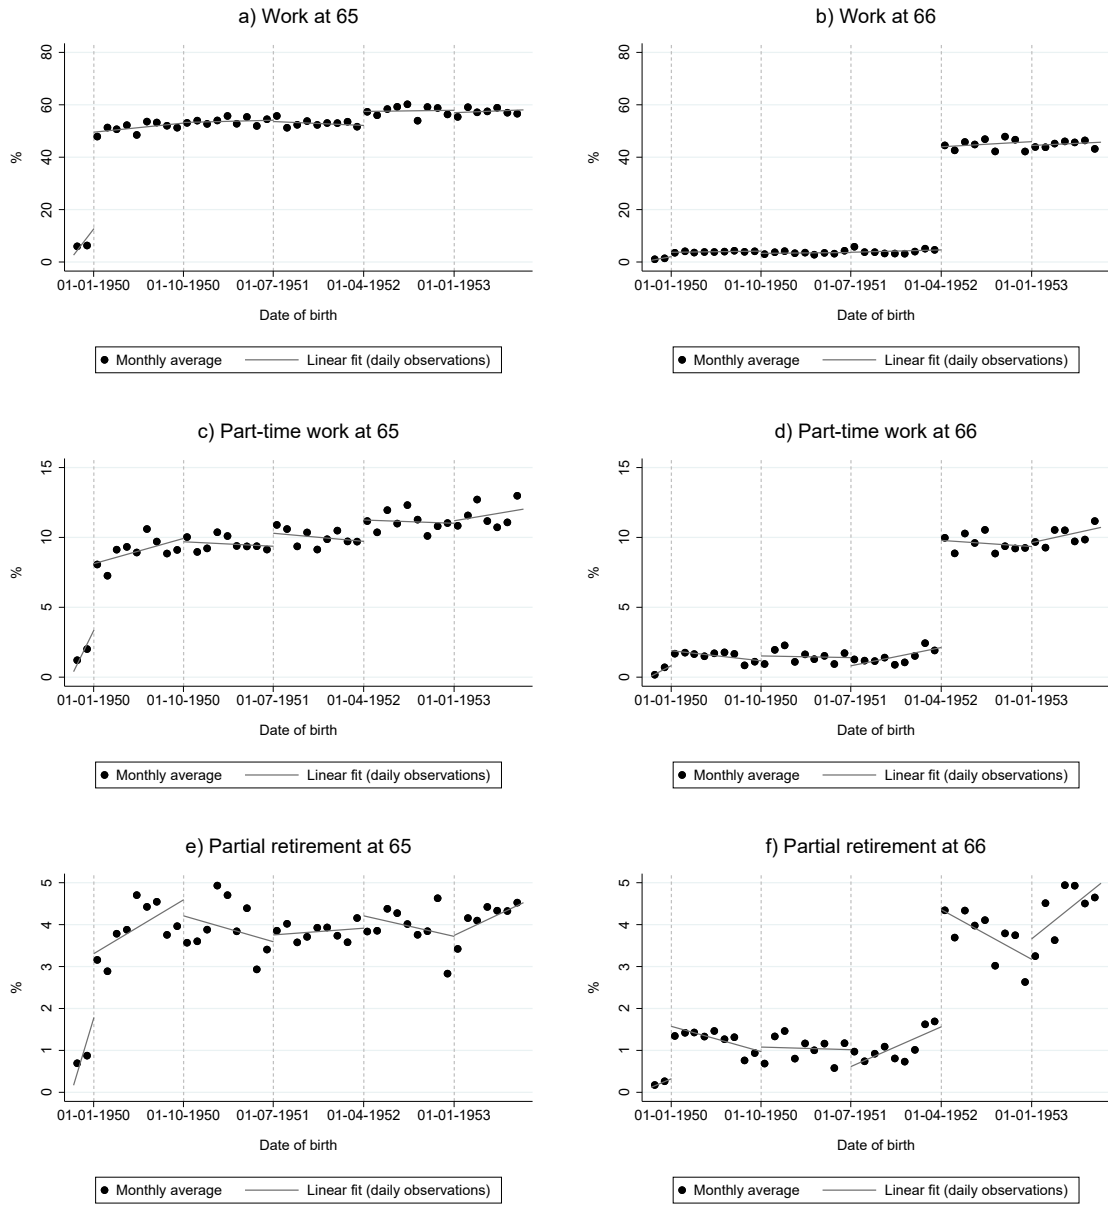 a) Work at 65
80
60
40
20
0
%
01-01-1950 01-10-1950 01-07-1951 01-04-1952 01-01-1953
Date of birth
Monthly average Linear fit (daily observations)
b) Work at 66
80
60
40
20
0
%
01-01-1950 01-10-1950 01-07-1951 01-04-1952 01-01-1953
Date of birth
Monthly average Linear fit (daily observations)
c) Part-time work at 65
15
10
5
0
%
01-01-1950 01-10-1950 01-07-1951 01-04-1952 01-01-1953
Date of birth
Monthly average Linear fit (daily observations)
d) Part-time work at 66
15
10
5
0
%
01-01-1950 01-10-1950 01-07-1951 01-04-1952 01-01-1953
Date of birth
Monthly average Linear fit (daily observations)
e) Partial retirement at 65
5
4
3
2
1
0
%
01-01-1950 01-10-1950 01-07-1951 01-04-1952 01-01-1953
Date of birth
Monthly average Linear fit (daily observations)
f) Partial retirement at 66
5
4
3
2
1
0
%
01-01-1950 01-10-1950 01-07-1951 01-04-1952 01-01-1953
Date of birth
Monthly average Linear fit (daily observations)